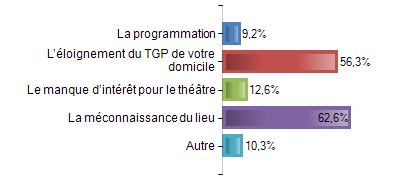 La programmation 9,2%
L'éloignement du TGP de votre
domicile 56,3%
Le manque d'intérêt pour le théâtre 12,6%
La méconnaissance du lieu 62,6%
Autre 10,3%